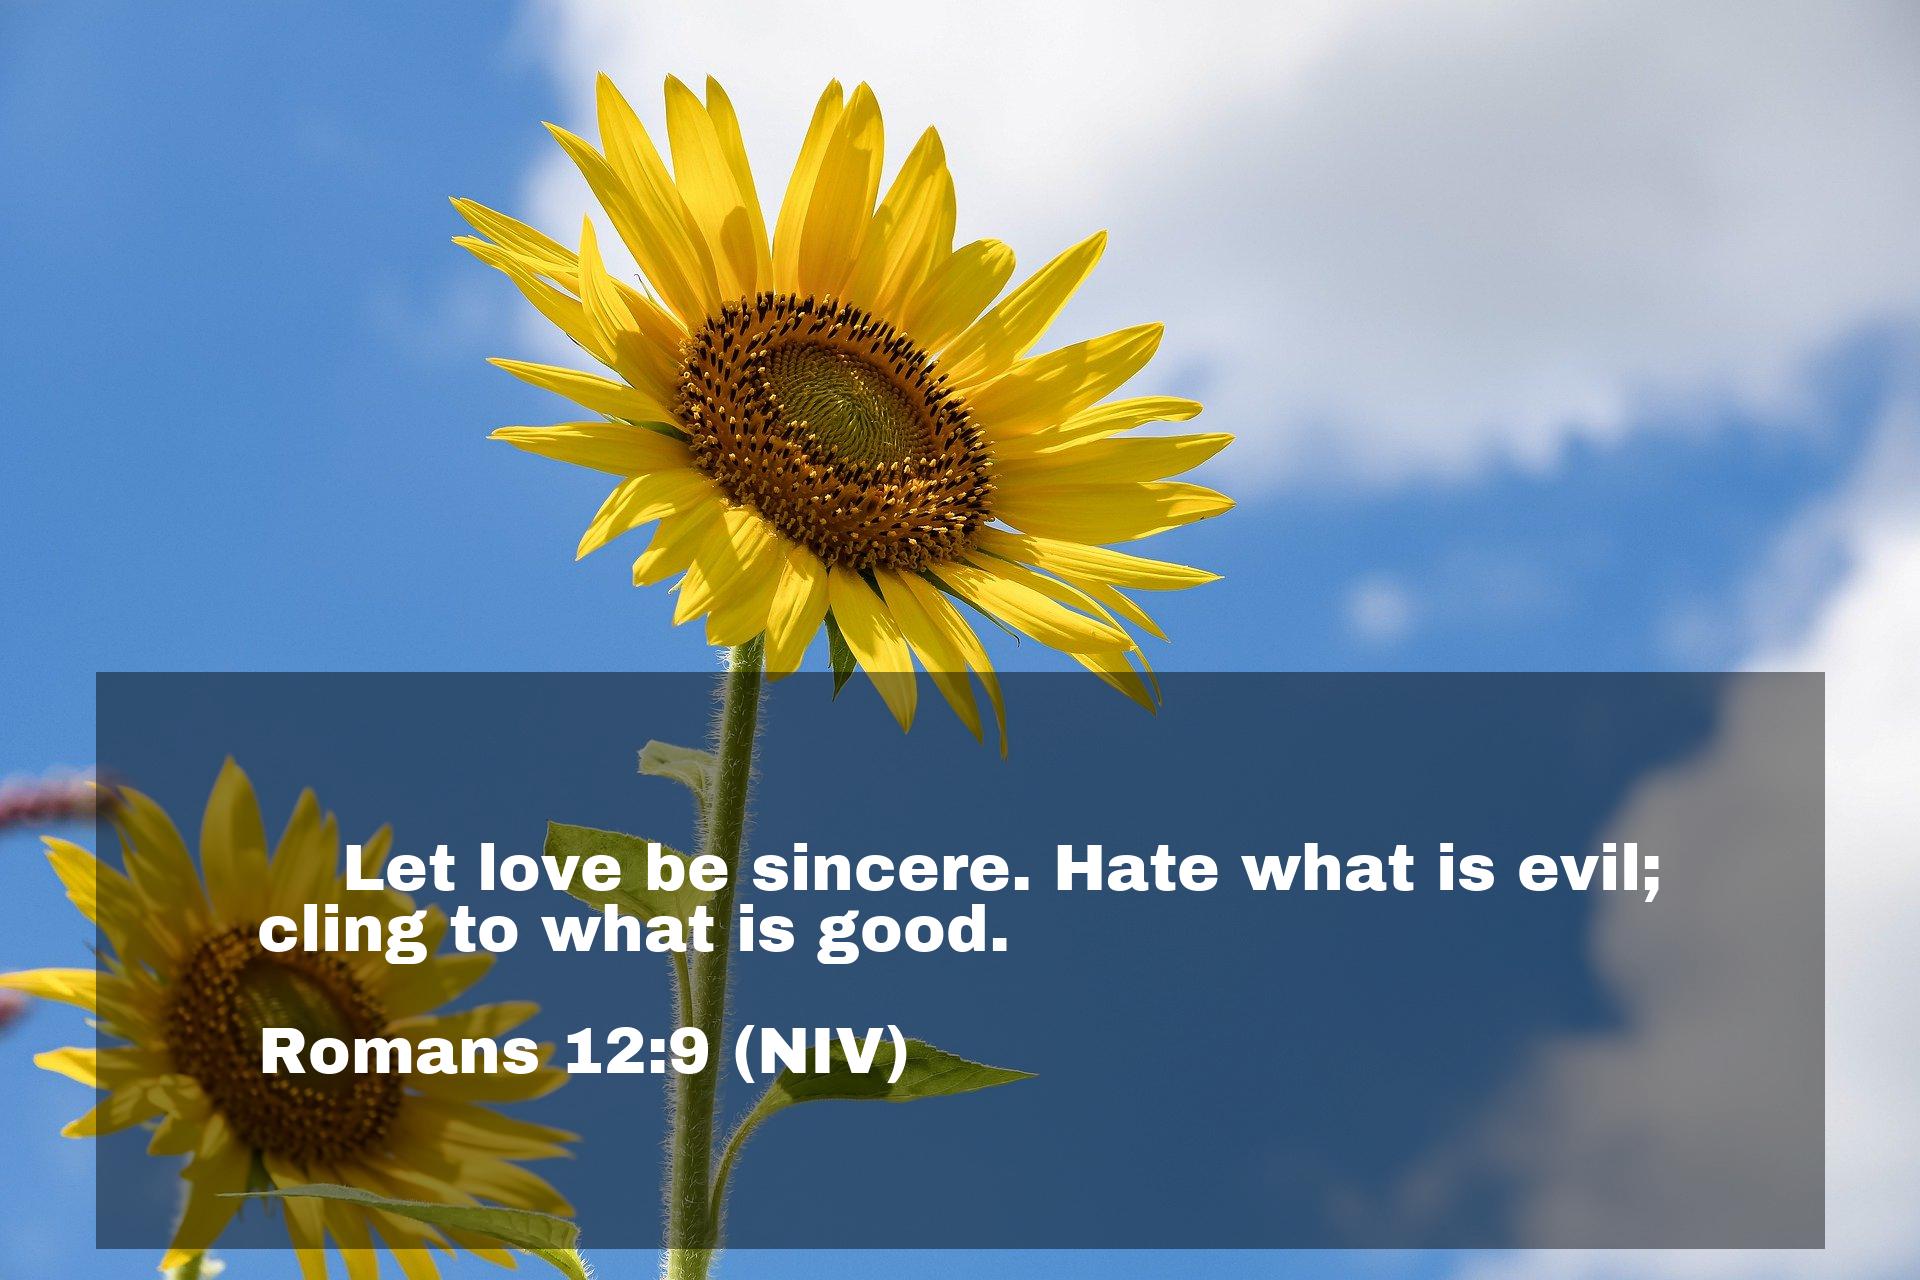 Let love be sincere. Hate what is evil;
cling to what is good.
Romans 12:9 (NIV)